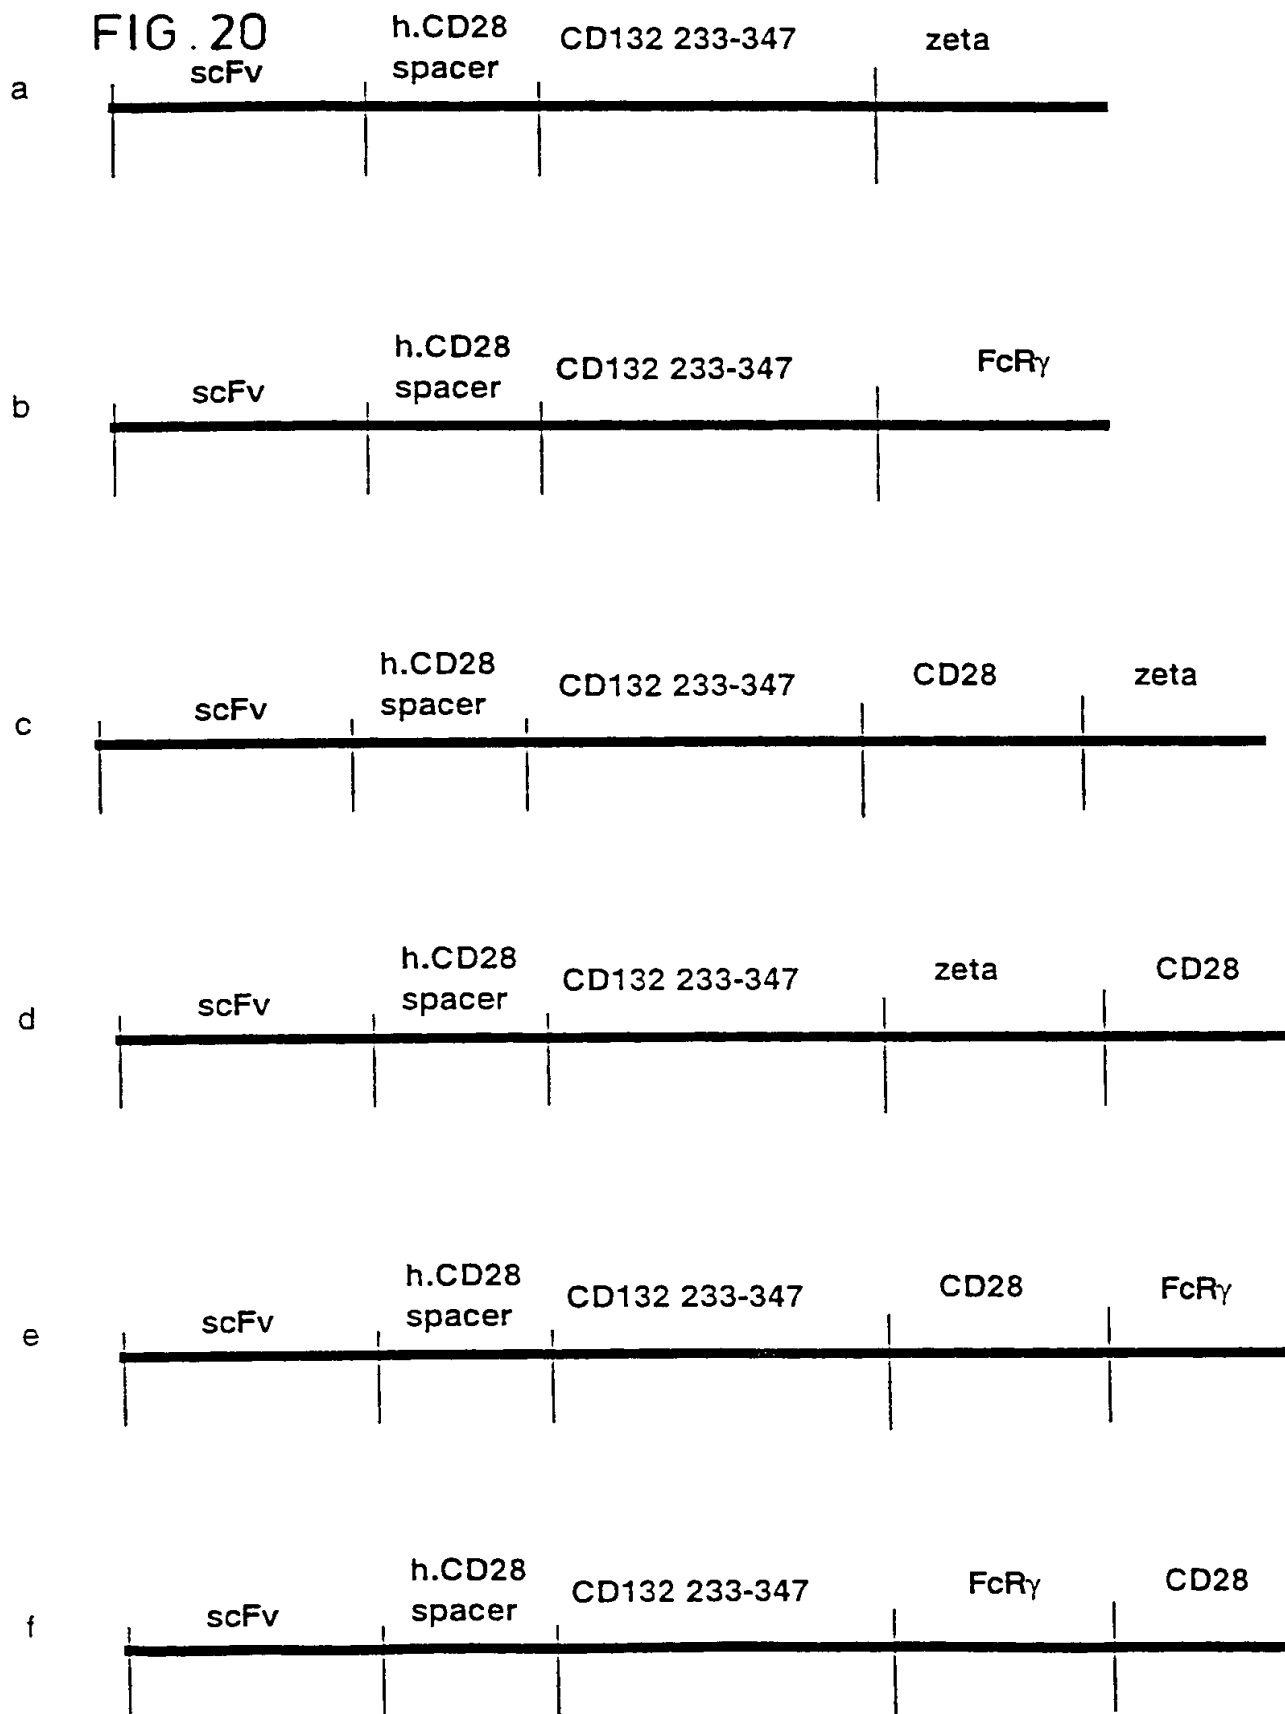 FIG. 20
a
scFv
h.CD28
spacer
CD132 233-347
zeta
b
scFv
h.CD28
spacer
CD132 233-347
FcRγ
c
scFv
h.CD28
spacer
CD132 233-347
CD28
zeta
d
scFv
h.CD28
spacer
CD132 233-347
zeta
CD28
e
scFv
h.CD28
spacer
CD132 233-347
CD28
FcRγ
f
scFv
h.CD28
spacer
CD132 233-347
FcRγ
CD28